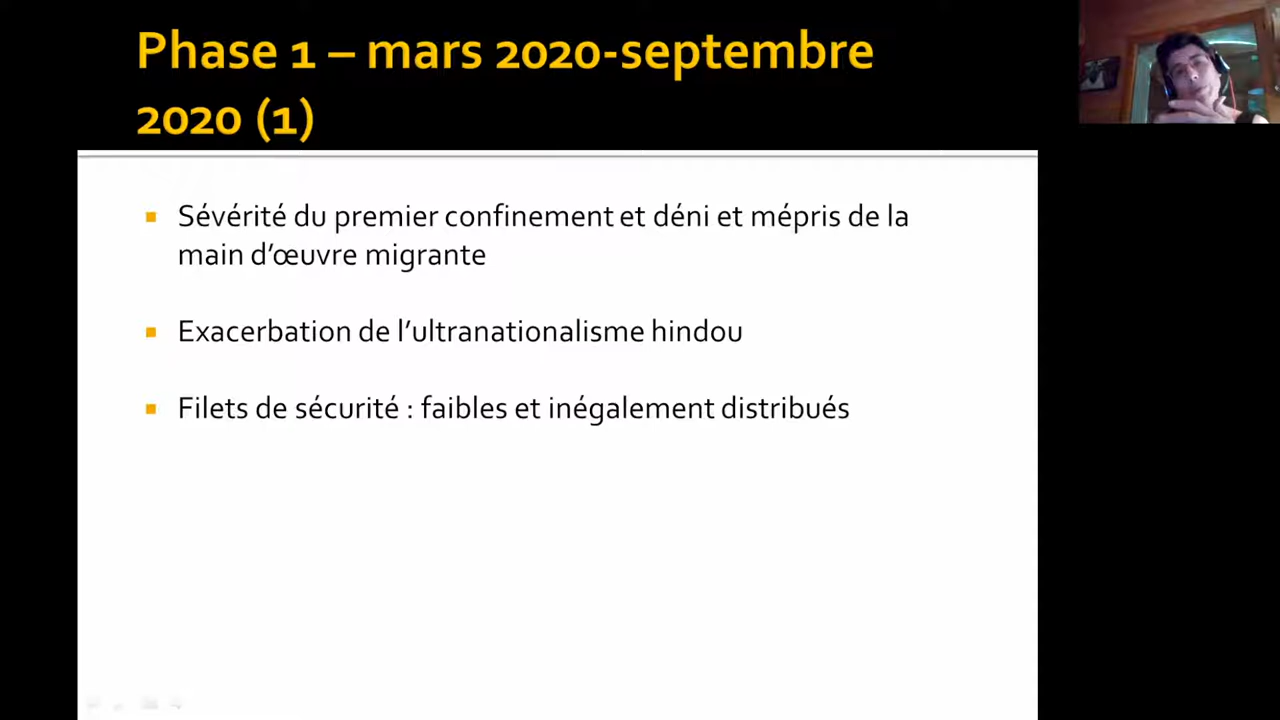 Phase 1 – mars 2020-septembre
2020 (1)
Sévérité du premier confinement et déni et mépris de la
main d’œuvre migrante
Exacerbation de l’ultranationalisme hindou
Filets de sécurité : faibles et inégalement distribués